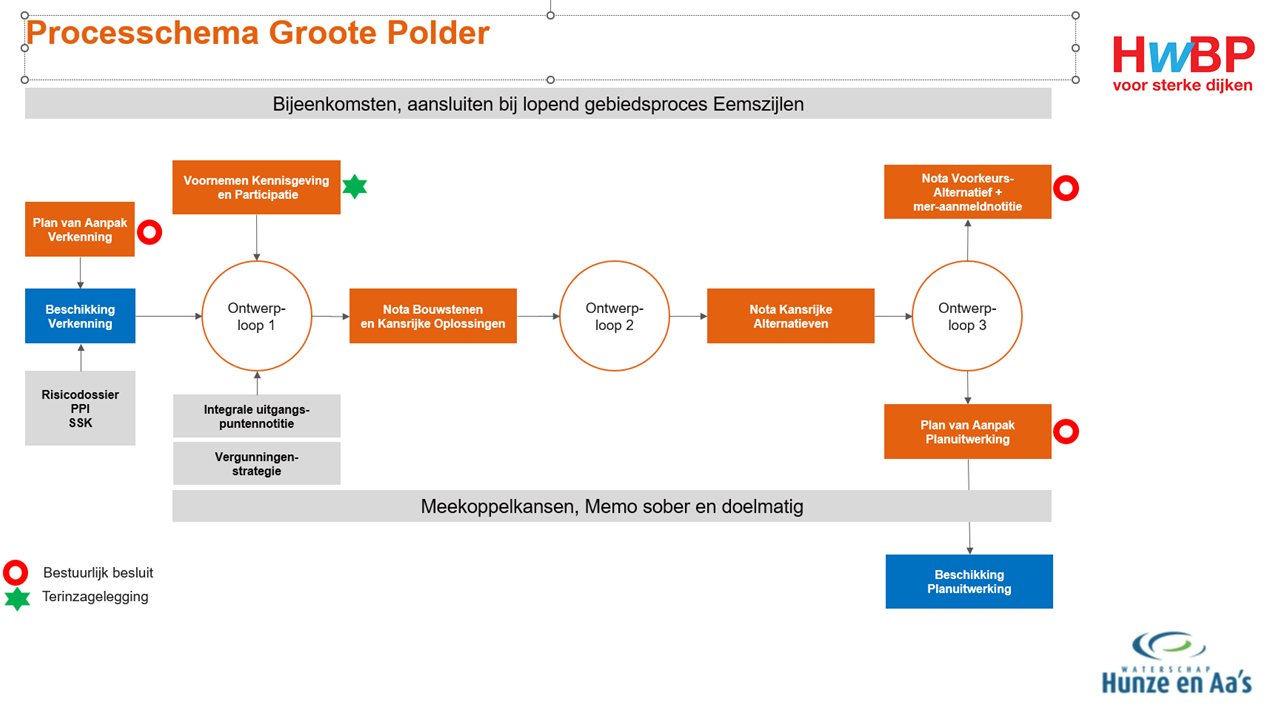 Processchema Groote Polder
HWBP
voor sterke dijken
Bijeenkomsten, aansluiten bij lopend gebiedsproces Eemszijlen
Voornemen Kennisgeving
en Participatie
Nota Voorkeurs-
Alternatief +
mer-aanmeldnotitie
Plan van Aanpak
Verkenning
Beschikking
Verkenning
Ontwerp-
loop 1
Nota Bouwstenen
en Kansrijke Oplossingen
Ontwerp-
loop 2
Nota Kansrijke
Alternatieven
Ontwerp-
loop 3
Risicodossier
PPI
SSK
Integrale uitgangs-
puntennotitie
Vergunningen-
strategie
Plan van Aanpak
Planuitwerking
Meekoppelkansen, Memo sober en doelmatig
Beschikking
Planuitwerking
Bestuurlijk besluit
Terinzagelegging
WATERSCHAP
Hunze en Aa's